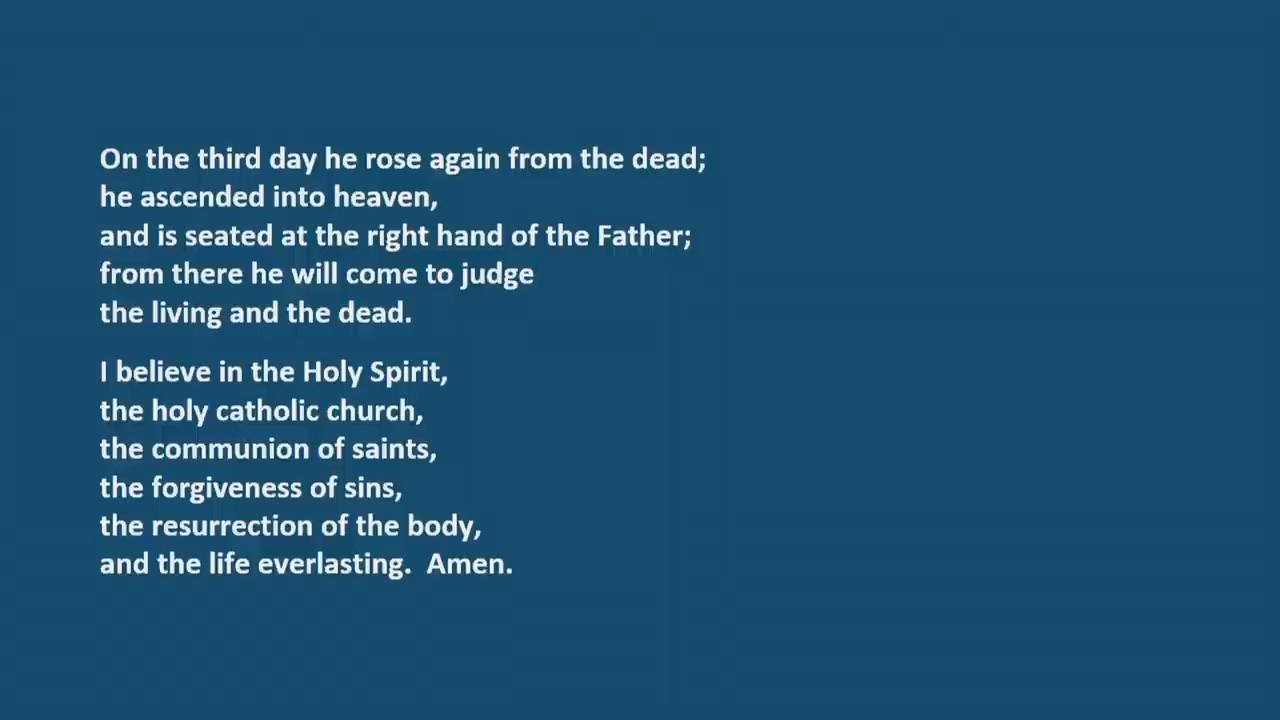 On the third day he rose again from the dead;
he ascended into heaven,
and is seated at the right hand of the Father;
from there he will come to judge
the living and the dead.
I believe in the Holy Spirit,
the holy catholic church,
the communion of saints,
the forgiveness of sins,
the resurrection of the body,
and the life everlasting.  Amen.